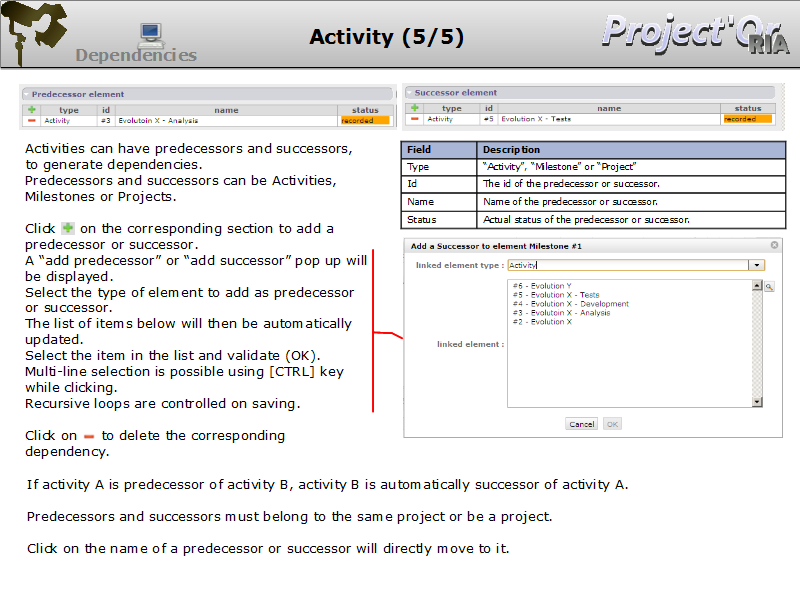 Activity (5/5)
Project'Or
RIA
Dependencies
Predecessor element
type id name status
Activity #3 Evolutoin X - Analysis recorded
Successor element
type id name status
Activity #5 Evolution X - Tests recorded
Activities can have predecessors and successors,
to generate dependencies.
Predecessors and successors can be Activities,
Milestones or Projects.
Click on the corresponding section to add a
predecessor or successor.
A “add predecessor” or “add successor” pop up will
be displayed.
Select the type of element to add as predecessor
or successor.
The list of items below will then be automatically
updated.
Select the item in the list and validate (OK).
Multi-line selection is possible using [CTRL] key
while clicking.
Recursive loops are controlled on saving.
Click on to delete the corresponding
dependency.
Field Description
Type “Activity”, “Milestone” or “Project”
Id The id of the predecessor or successor.
Name Name of the predecessor or successor.
Status Actual status of the predecessor or successor.
Add a Successor to element Milestone #1
linked element type : Activity
#6 - Evolution Y
#5 - Evolution X - Tests
#4 - Evolution X - Development
#3 - Evolutoin X - Analysis
#2 - Evolution X
linked element :
Cancel OK
If activity A is predecessor of activity B, activity B is automatically successor of activity A.
Predecessors and successors must belong to the same project or be a project.
Click on the name of a predecessor or successor will directly move to it.